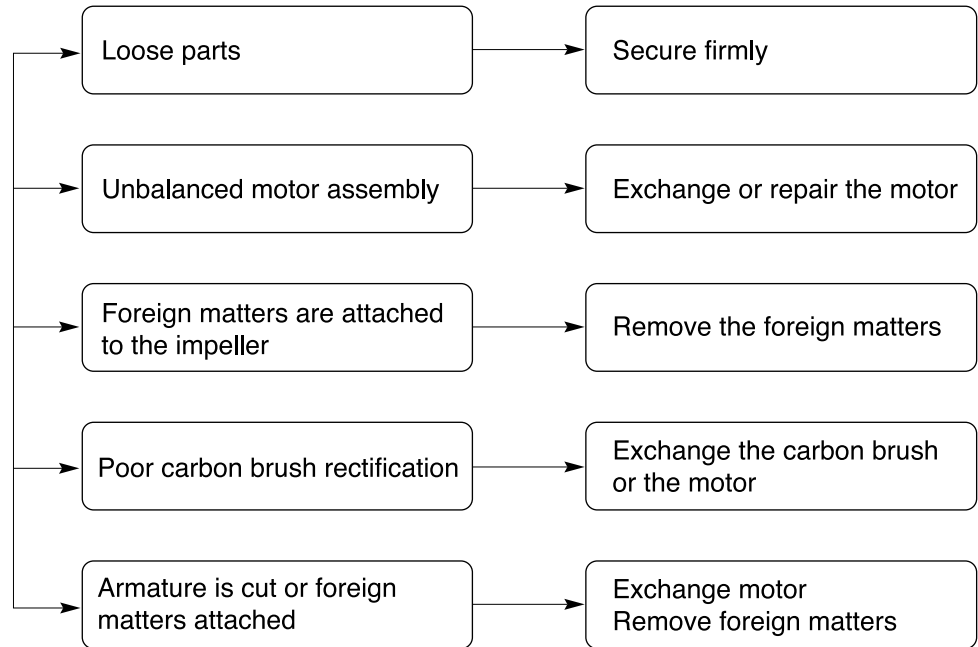 Loose parts
Secure firmly
Unbalanced motor assembly
Exchange or repair the motor
Foreign matters are attached
to the impeller
Remove the foreign matters
Poor carbon brush rectification
Exchange the carbon brush
or the motor
Armature is cut or foreign
matters attached
Exchange motor
Remove foreign matters